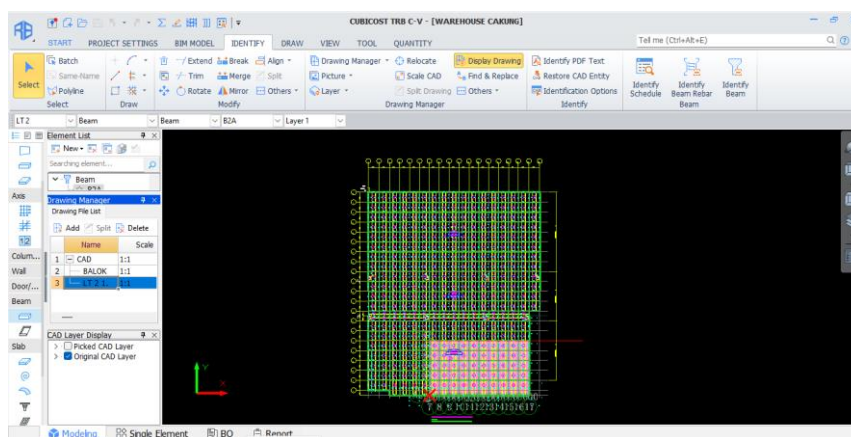 CUBICOST TRB C-V - [WAREHOUSE CAKUNG]
START PROJECT SETTINGS BIM MODEL IDENTIFY DRAW VIEW TOOL QUANTITY Tell me (Ctrl+Alt+E)
Select
Batch
Same-Name
Polyline
Select
Draw
Extend Break Align
Trim Merge Split
Rotate Mirror Others
Modify
Drawing Manager Relocate Display Drawing
Picture Scale CAD Find & Replace
Layer Split Drawing Others
Drawing Manager
Identify PDF Text
Restore CAD Entity
Identification Options
Identify
Identify Schedule
Identify Beam Rebar
Identify Beam
Beam
LT 2 Beam Beam B2A Layer 1
Element List
New
Searching element...
Beam
B2A
Drawing Manager
Drawing File List
Add Split Delete
Name Scale
1 CAD 1:1
2 BALOK 1:1
3 LT 2 1. 1:1
CAD Layer Display
Picked CAD Layer
Original CAD Layer
Axis
Colum...
Wall
Door/...
Beam
Slab
Y
X
Modeling Single Element BQ Report